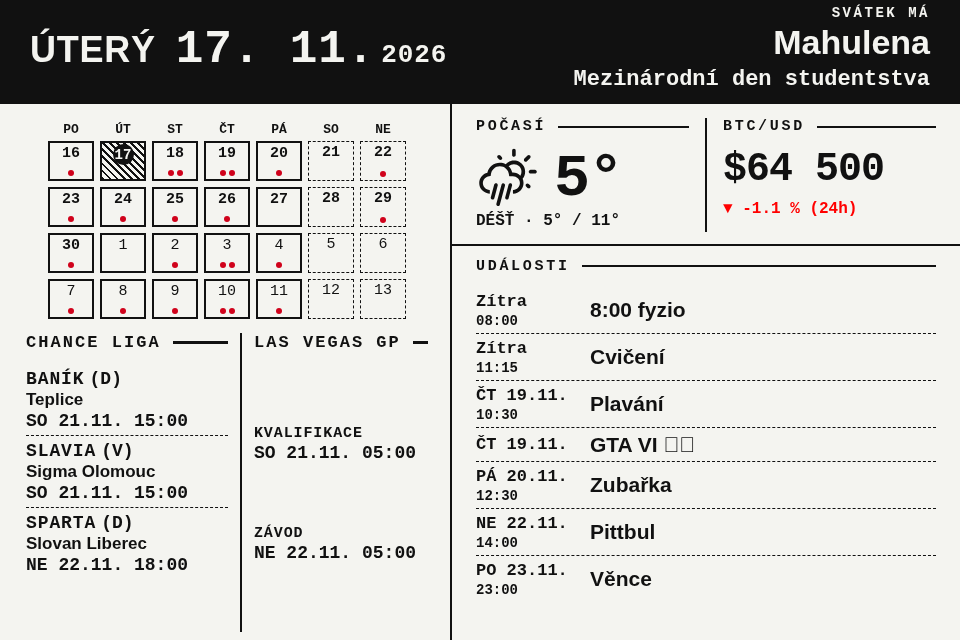 ÚTERÝ 17. 11. 2026
SVÁTEK MÁ
Mahulena
Mezinárodní den studentstva
PO ÚT ST ČT PÁ SO NE
16 17 18 19 20 21 22
23 24 25 26 27 28 29
30 1 2 3 4 5 6
7 8 9 10 11 12 13
CHANCE LIGA
BANÍK (D)
Teplice
SO 21.11. 15:00
SLAVIA (V)
Sigma Olomouc
SO 21.11. 15:00
SPARTA (D)
Slovan Liberec
NE 22.11. 18:00
LAS VEGAS GP
KVALIFIKACE
SO 21.11. 05:00
ZÁVOD
NE 22.11. 05:00
POČASÍ
5°
DÉŠŤ · 5° / 11°
BTC/USD
$64 500
▼ -1.1 % (24h)
UDÁLOSTI
Zítra
08:00
8:00 fyzio
Zítra
11:15
Cvičení
ČT 19.11.
10:30
Plavání
ČT 19.11.
GTA VI
PÁ 20.11.
12:30
Zubařka
NE 22.11.
14:00
Pittbul
PO 23.11.
23:00
Věnce